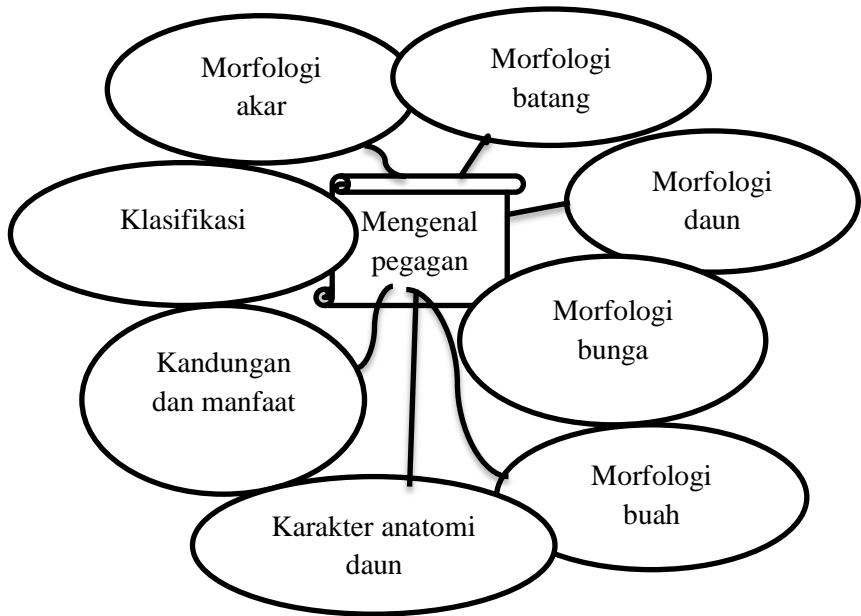 Morfologi
akar
Morfologi
batang
Klasifikasi
Mengenal
pegagan
Morfologi
daun
Morfologi
bunga
Kandungan
dan manfaat
Morfologi
buah
Karakter anatomi
daun